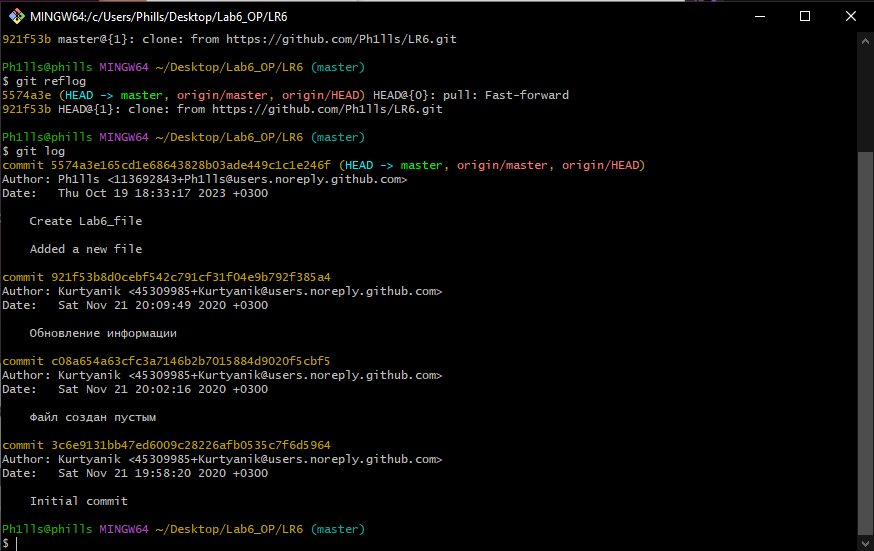 MINGW64:/c/Users/Phills/Desktop/Lab6_OP/LR6
921f53b master@{1}: clone: from https://github.com/Ph1lls/LR6.git
Ph1lls@phills MINGW64 ~/Desktop/Lab6_OP/LR6 (master)
$ git reflog
5574a3e (HEAD -> master, origin/master, origin/HEAD) HEAD@{0}: pull: Fast-forward
921f53b HEAD@{1}: clone: from https://github.com/Ph1lls/LR6.git
Ph1lls@phills MINGW64 ~/Desktop/Lab6_OP/LR6 (master)
$ git log
commit 5574a3e165cd1e68643828b03ade449c1c1e246f (HEAD -> master, origin/master, origin/HEAD)
Author: Ph1lls <113692843+Ph1lls@users.noreply.github.com>
Date:   Thu Oct 19 18:33:17 2023 +0300
Create Lab6_file
Added a new file
commit 921f53b8d0cebf542c791cf31f04e9b792f385a4
Author: Kurtyanik <45309985+Kurtyanik@users.noreply.github.com>
Date:   Sat Nov 21 20:09:49 2020 +0300
Обновление информации
commit c08a654a63cfc3a7146b2b7015884d9020f5cbf5
Author: Kurtyanik <45309985+Kurtyanik@users.noreply.github.com>
Date:   Sat Nov 21 20:02:16 2020 +0300
Файл создан пустым
commit 3c6e9131bb47ed6009c28226afb0535c7f6d5964
Author: Kurtyanik <45309985+Kurtyanik@users.noreply.github.com>
Date:   Sat Nov 21 19:58:20 2020 +0300
Initial commit
Ph1lls@phills MINGW64 ~/Desktop/Lab6_OP/LR6 (master)
$